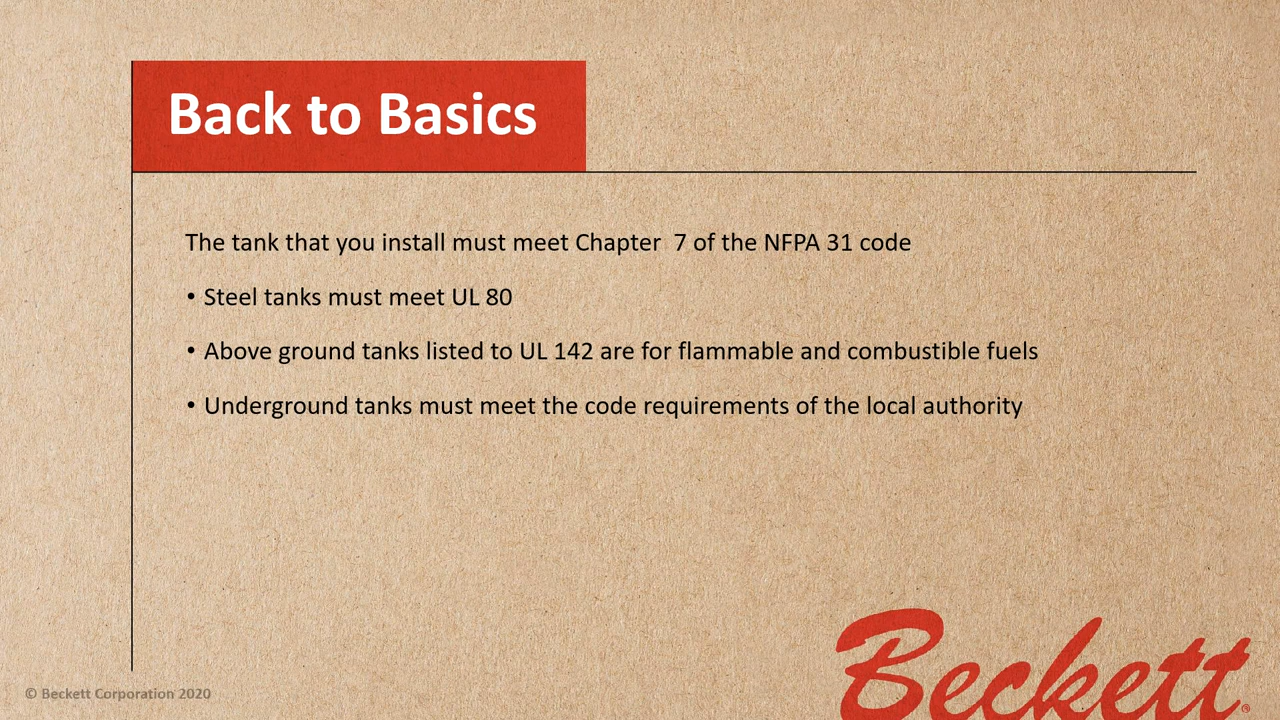 Back to Basics
The tank that you install must meet Chapter  7 of the NFPA 31 code
• Steel tanks must meet UL 80
• Above ground tanks listed to UL 142 are for flammable and combustible fuels
• Underground tanks must meet the code requirements of the local authority
© Beckett Corporation 2020
Beckett®